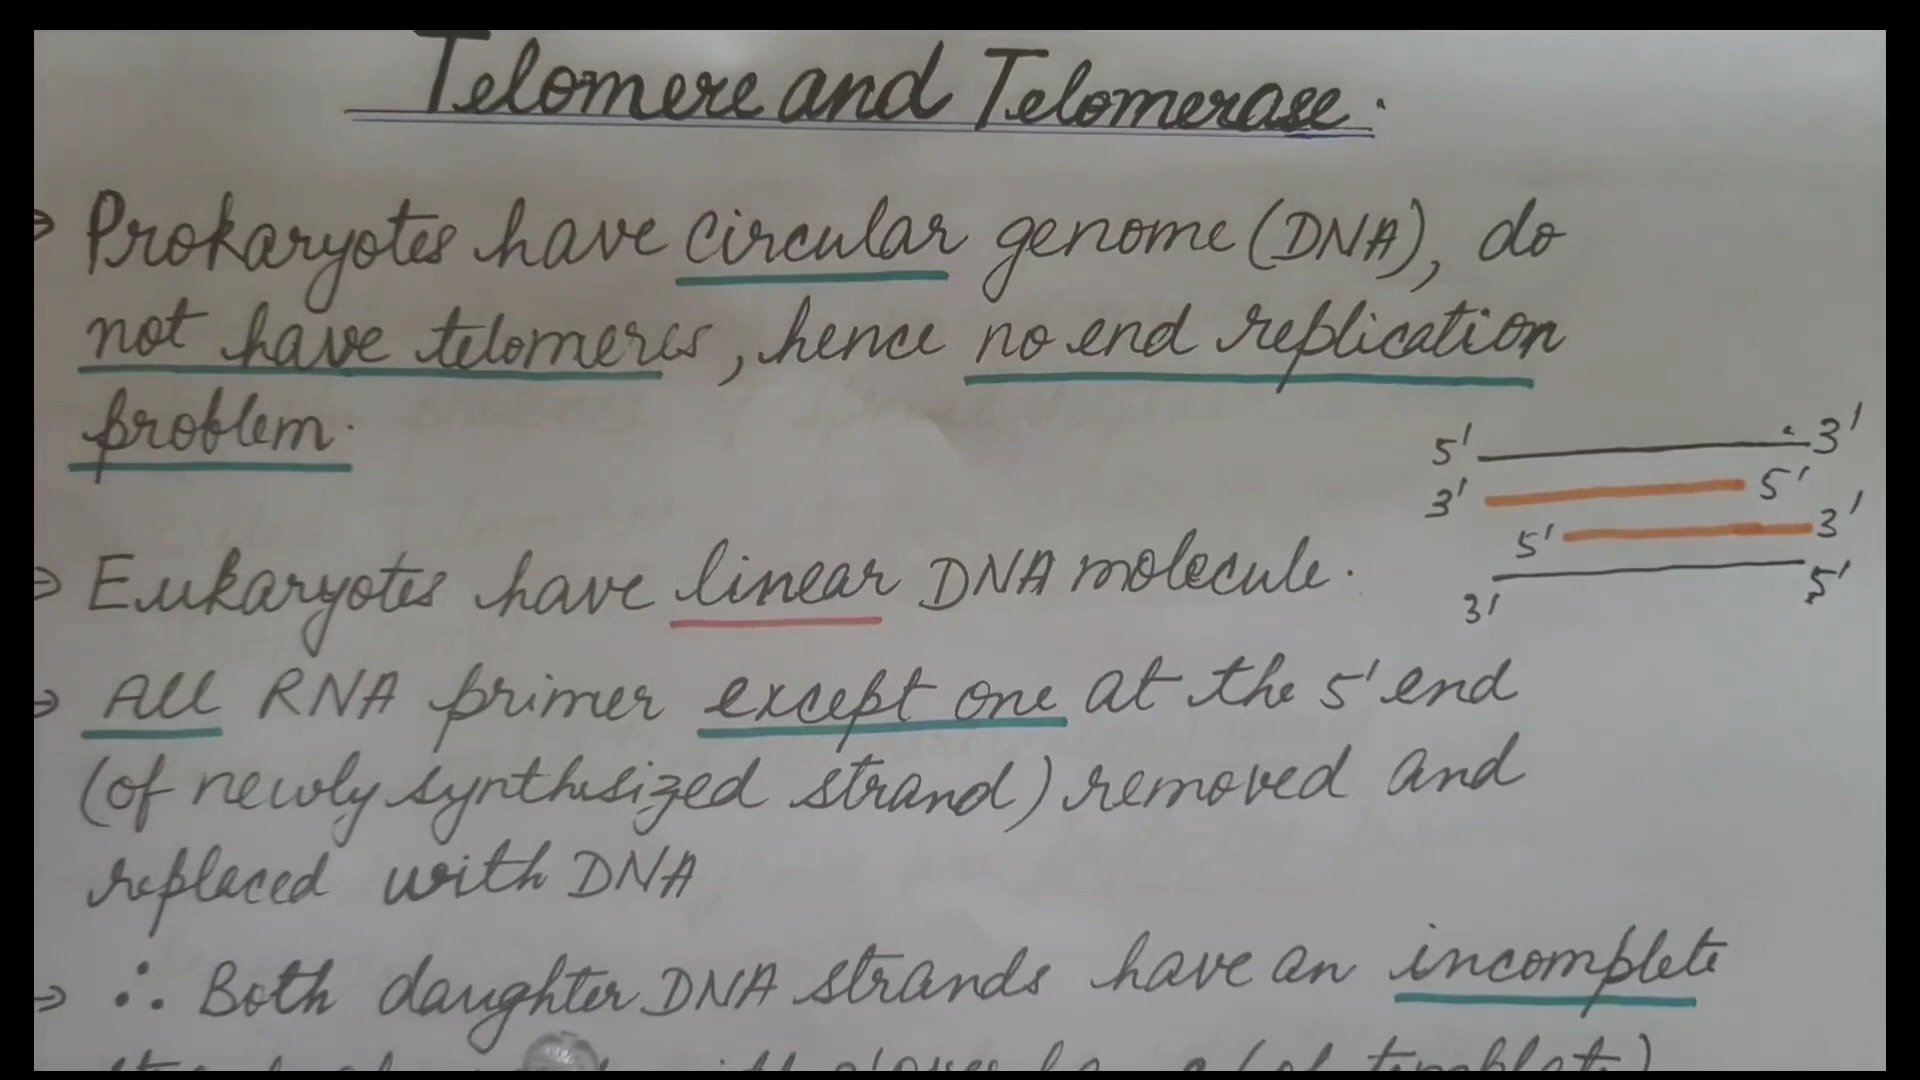 Telomere and Telomerase.
→ Prokaryotes have circular genome (DNA), do
not have telomeres, hence no end replication
problem.
5' 3'
3' 5'
5' 3'
3' 5'
→ Eukaryotes have linear DNA molecule.
→ All RNA primer except one at the 5' end
(of newly synthesized strand) removed and
replaced with DNA
→ ∴ Both daughter DNA strands have an incomplete